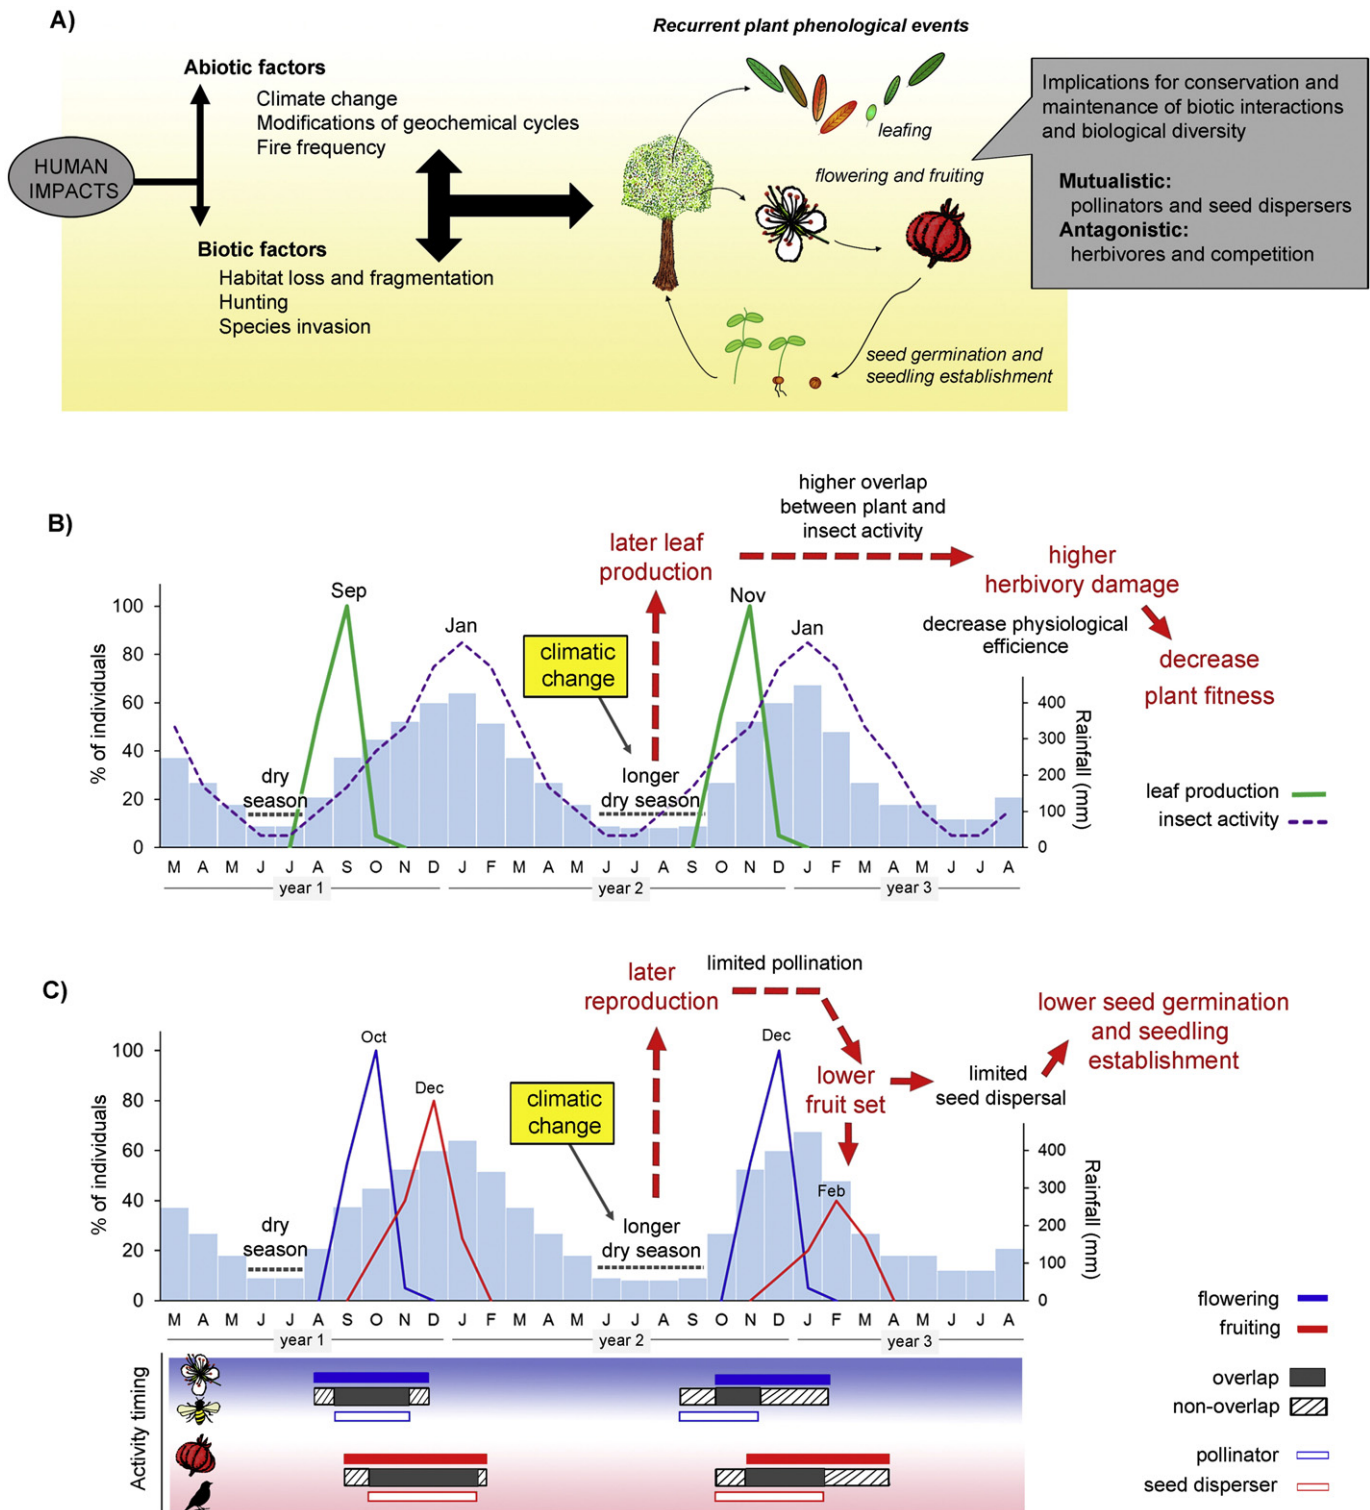 A)
Recurrent plant phenological events
Abiotic factors
Climate change
Modifications of geochemical cycles
Fire frequency
HUMAN
IMPACTS
Biotic factors
Habitat loss and fragmentation
Hunting
Species invasion
leafing
flowering and fruiting
seed germination and
seedling establishment
Implications for conservation and
maintenance of biotic interactions
and biological diversity
Mutualistic:
pollinators and seed dispersers
Antagonistic:
herbivores and competition
B)
higher overlap
between plant and
insect activity
later leaf
production
higher
herbivory damage
decrease physiological
efficience
decrease
plant fitness
climatic
change
Sep
Jan
Nov
Jan
dry
season
longer
dry season
% of individuals
100
80
60
40
20
0
Rainfall (mm)
400
300
200
100
0
M A M J J A S O N D J F M A M J J A S O N D J F M A M J J A
year 1
year 2
year 3
leaf production
insect activity
C)
later
reproduction
limited pollination
lower
fruit set
limited
seed dispersal
lower seed germination
and seedling
establishment
climatic
change
Oct
Dec
Dec
Feb
dry
season
longer
dry season
% of individuals
100
80
60
40
20
0
Rainfall (mm)
400
300
200
100
0
M A M J J A S O N D J F M A M J J A S O N D J F M A M J J A
year 1
year 2
year 3
Activity timing
flowering
fruiting
overlap
non-overlap
pollinator
seed disperser